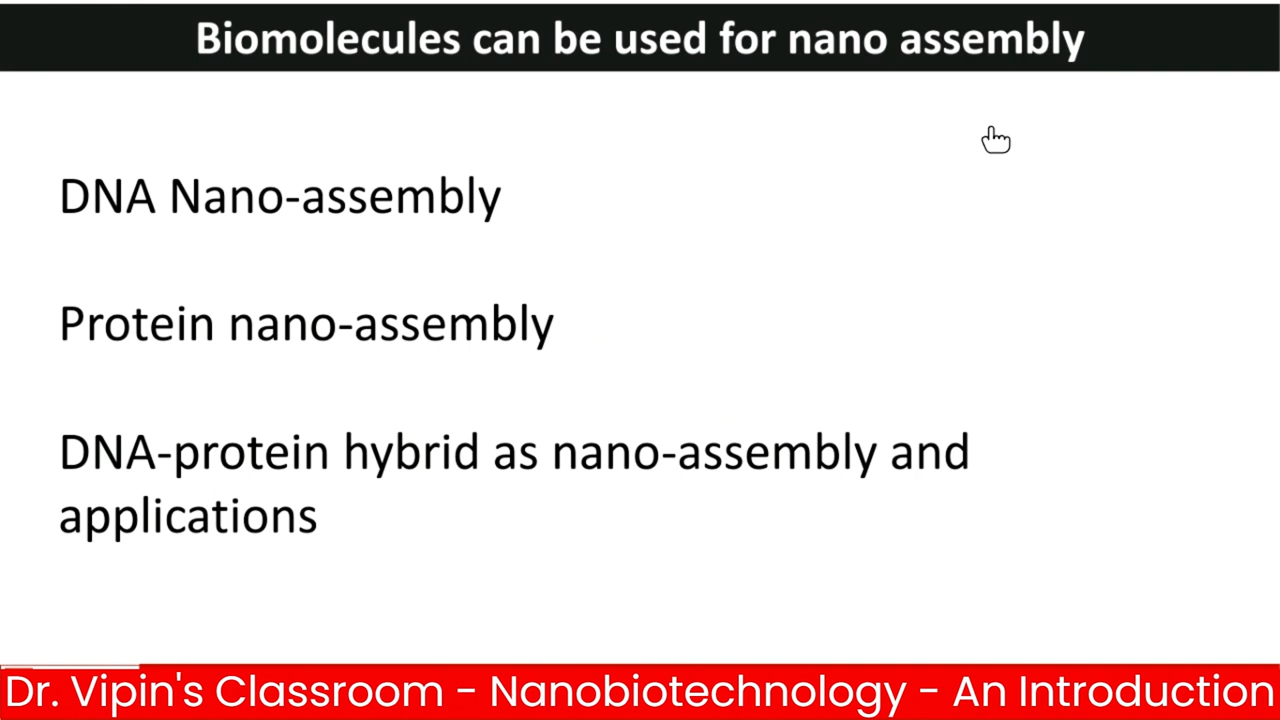 Biomolecules can be used for nano assembly
DNA Nano-assembly
Protein nano-assembly
DNA-protein hybrid as nano-assembly and
applications
Dr. Vipin's Classroom - Nanobiotechnology - An Introduction